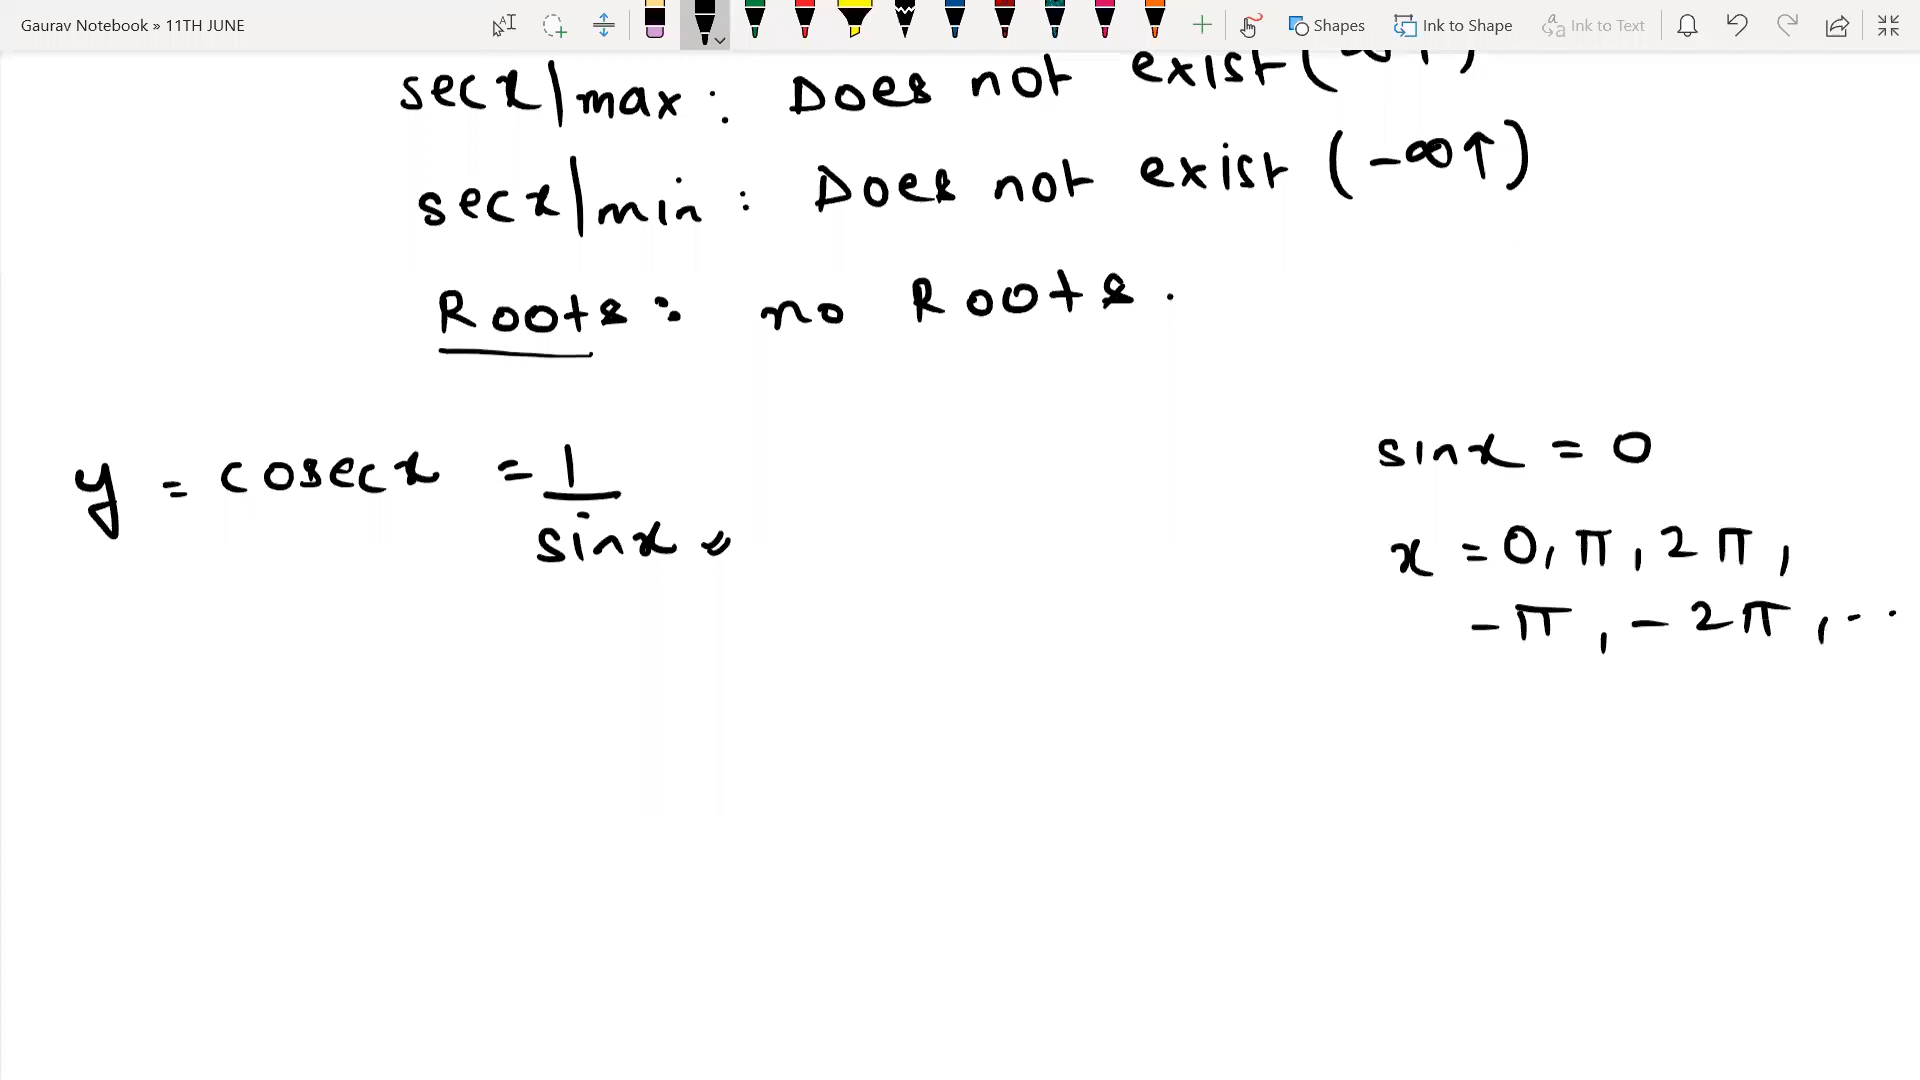 Gaurav Notebook » 11TH JUNE
Shapes
Ink to Shape
Ink to Text
secx|max : Does not exist (∞↑)
secx|min : Does not exist (-∞↑)
Roots : no Roots .
y = cosecx = 1/sinx
sinx = 0
x = 0, π, 2π,
-π, -2π, ..